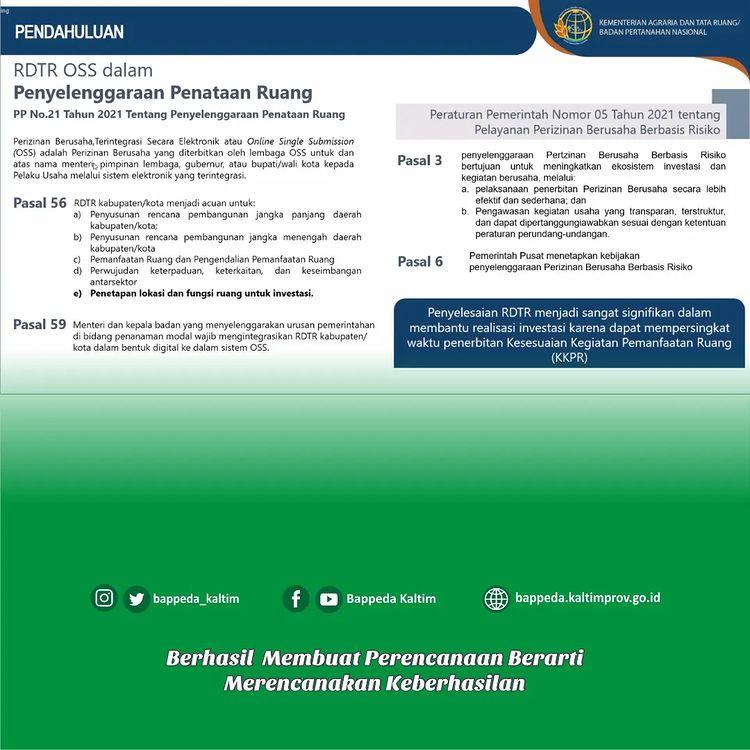 ing
PENDAHULUAN
KEMENTERIAN AGRARIA DAN TATA RUANG/
BADAN PERTANAHAN NASIONAL
RDTR OSS dalam
Penyelenggaraan Penataan Ruang
PP No.21 Tahun 2021 Tentang Penyelenggaraan Penataan Ruang
Perizinan Berusaha,Terintegrasi Secara Elektronik atau Online Single Submission
(OSS) adalah Perizinan Berusaha yang diterbitkan oleh lembaga OSS untuk dan
atas nama menteri, pimpinan lembaga, gubernur, atau bupati/wali kota kepada
Pelaku Usaha melalui sistem elektronik yang terintegrasi.
Pasal 56 RDTR kabupaten/kota menjadi acuan untuk:
a) Penyusunan rencana pembangunan jangka panjang daerah
kabupaten/kota;
b) Penyusunan rencana pembangunan jangka menengah daerah
kabupaten/kota
c) Pemanfaatan Ruang dan Pengendalian Pemanfaatan Ruang
d) Perwujudan keterpaduan, keterkaitan, dan keseimbangan
antarsektor
e) Penetapan lokasi dan fungsi ruang untuk investasi.
Pasal 59 Menteri dan kepala badan yang menyelenggarakan urusan pemerintahan
di bidang penanaman modal wajib mengintegrasikan RDTR kabupaten/
kota dalam bentuk digital ke dalam sistem OSS.
Peraturan Pemerintah Nomor 05 Tahun 2021 tentang
Pelayanan Perizinan Berusaha Berbasis Risiko
Pasal 3 penyelenggaraan Pertzinan Berusaha Berbasis Risiko
bertujuan untuk meningkatkan ekosistem investasi dan
kegiatan berusaha, melalui:
a. pelaksanaan penerbitan Perizinan Berusaha secara lebih
efektif dan sederhana; dan
b. Pengawasan kegiatan usaha yang transparan, terstruktur,
dan dapat dipertanggungjawabkan sesuai dengan ketentuan
peraturan perundang-undangan.
Pasal 6 Pemerintah Pusat menetapkan kebijakan
penyelenggaraan Perizinan Berusaha Berbasis Risiko
Penyelesaian RDTR menjadi sangat signifikan dalam
membantu realisasi investasi karena dapat mempersingkat
waktu penerbitan Kesesuaian Kegiatan Pemanfaatan Ruang
(KKPR)
bappeda_kaltim
Bappeda Kaltim
bappeda.kaltimprov.go.id
Berhasil Membuat Perencanaan Berarti
Merencanakan Keberhasilan